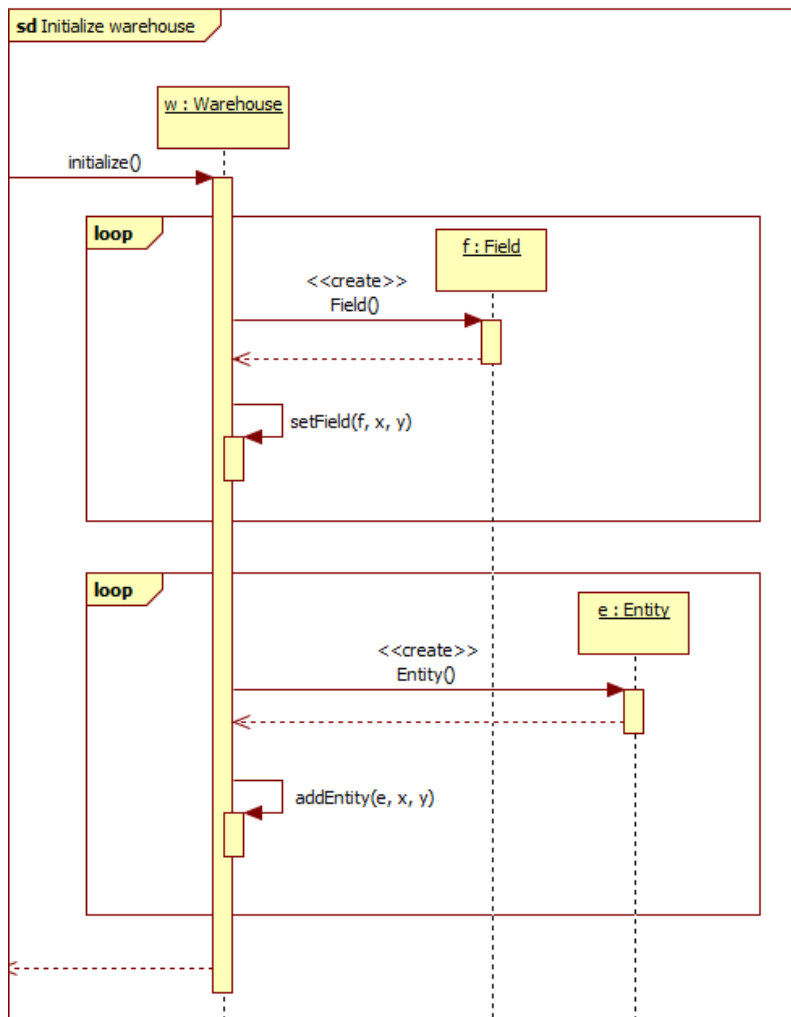 sd Initialize warehouse
w : Warehouse
initialize()
loop
f : Field
<<create>>
Field()
setField(f, x, y)
loop
e : Entity
<<create>>
Entity()
addEntity(e, x, y)